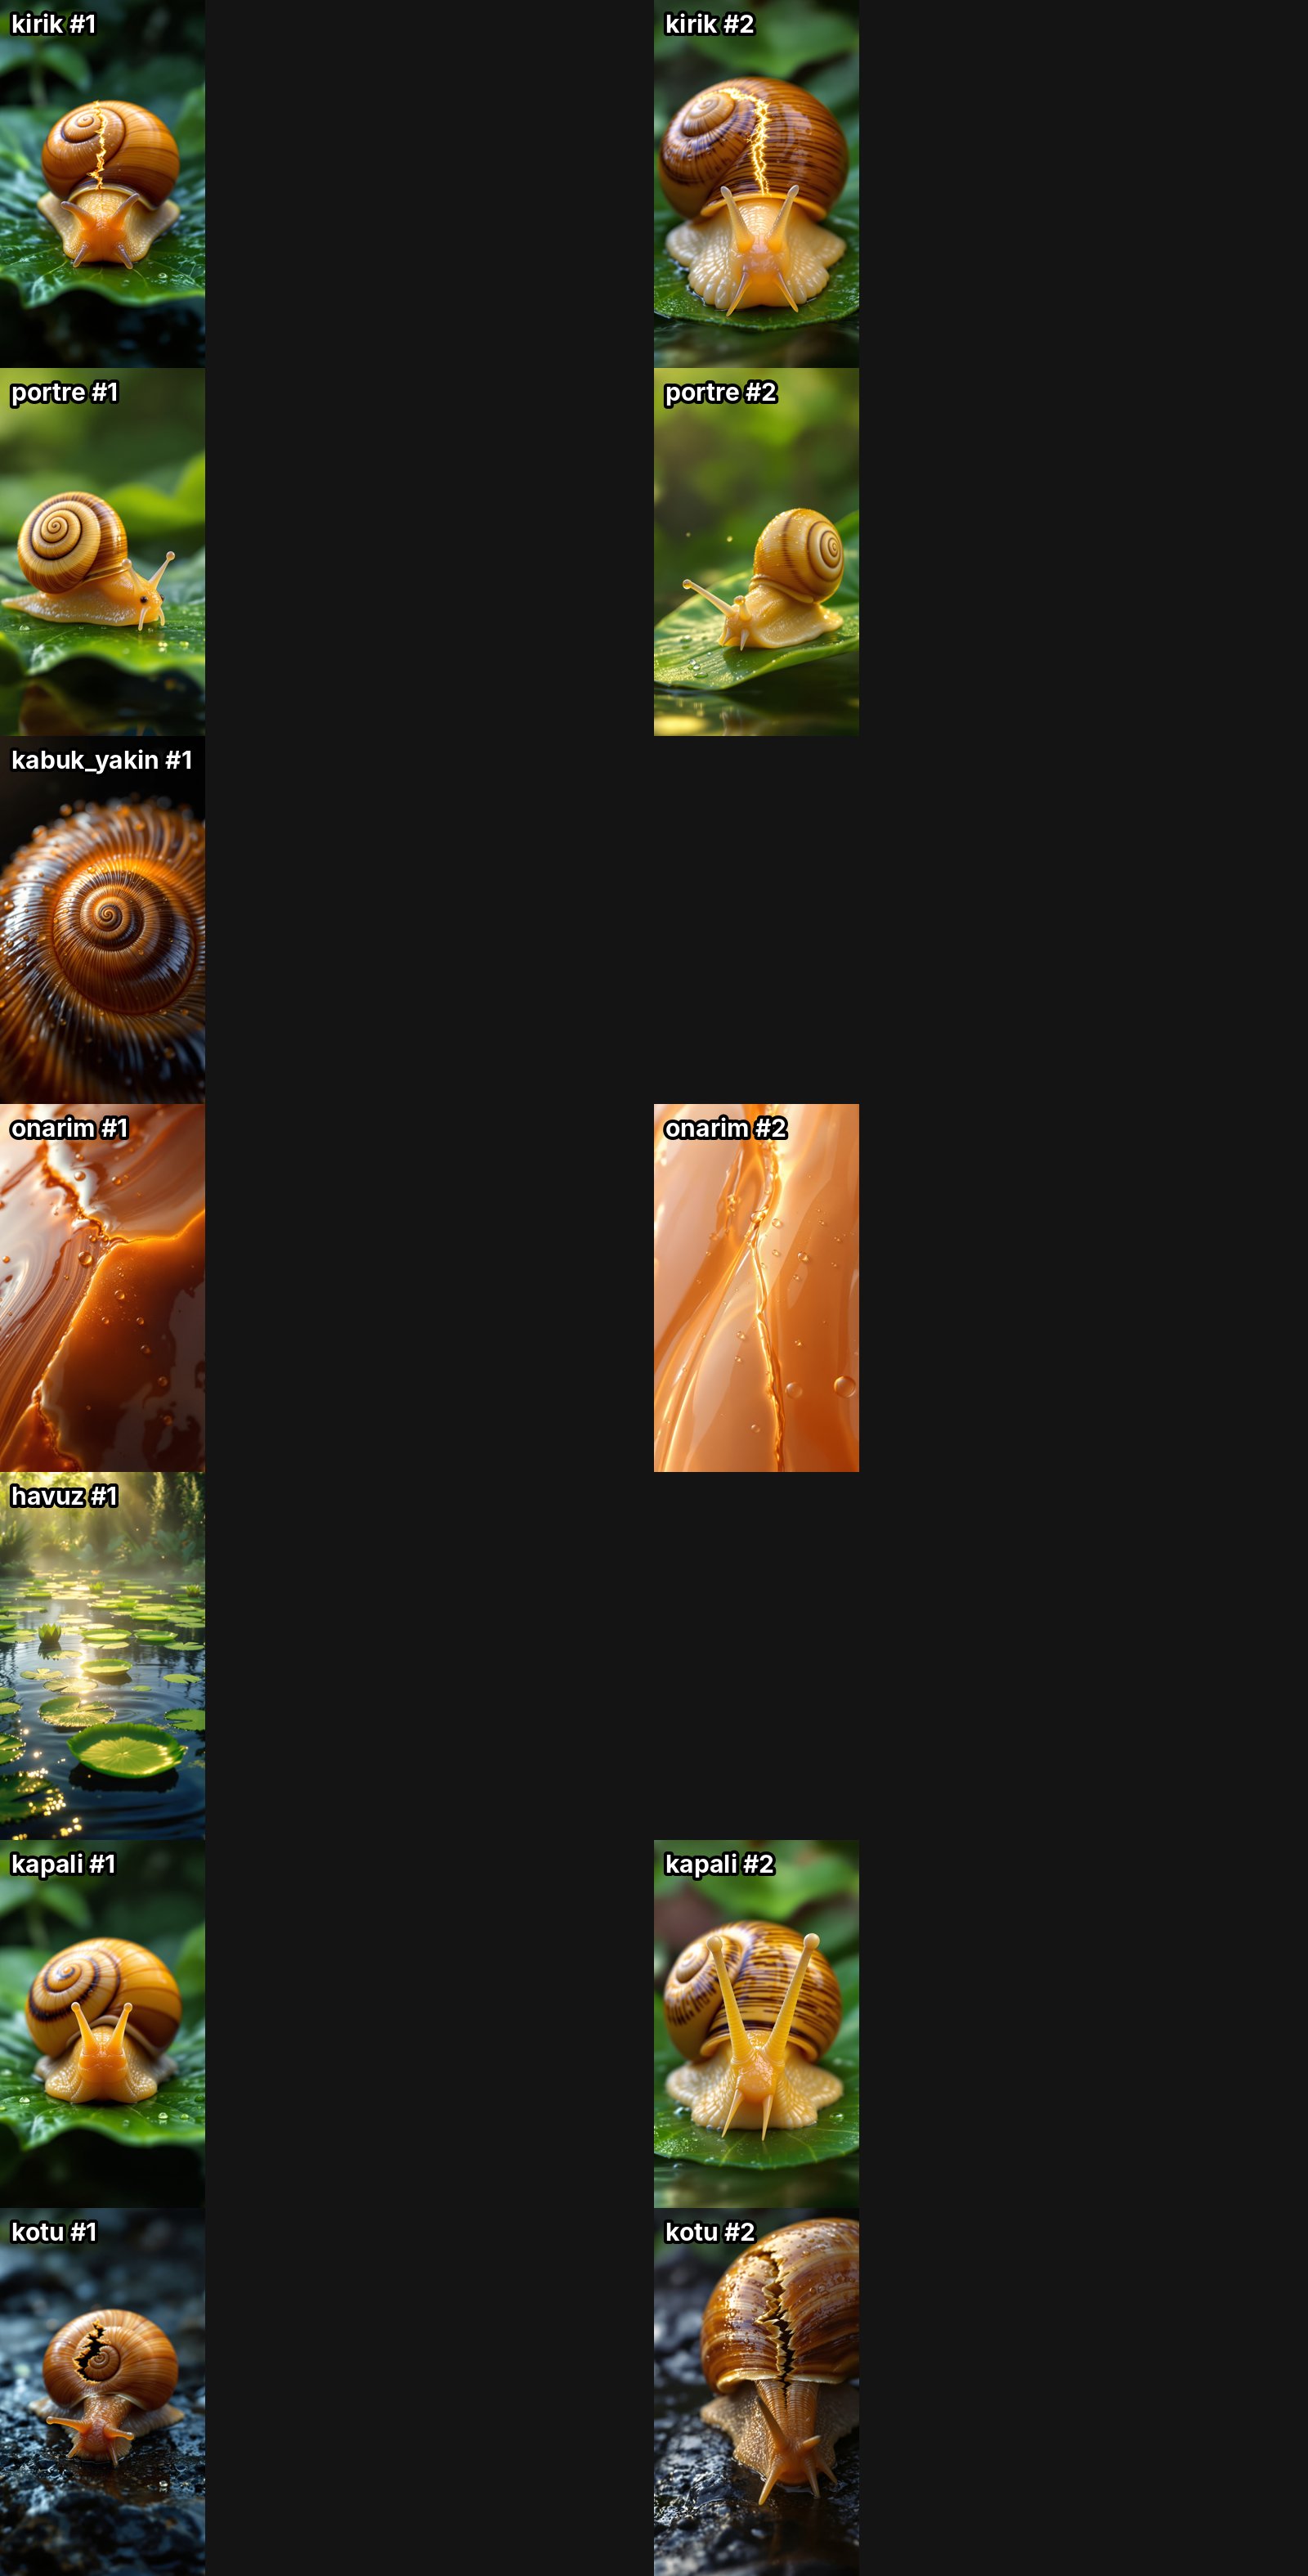 kirik #1
kirik #2
portre #1
portre #2
kabuk_yakin #1
onarim #1
onarim #2
havuz #1
kapali #1
kapali #2
kotu #1
kotu #2